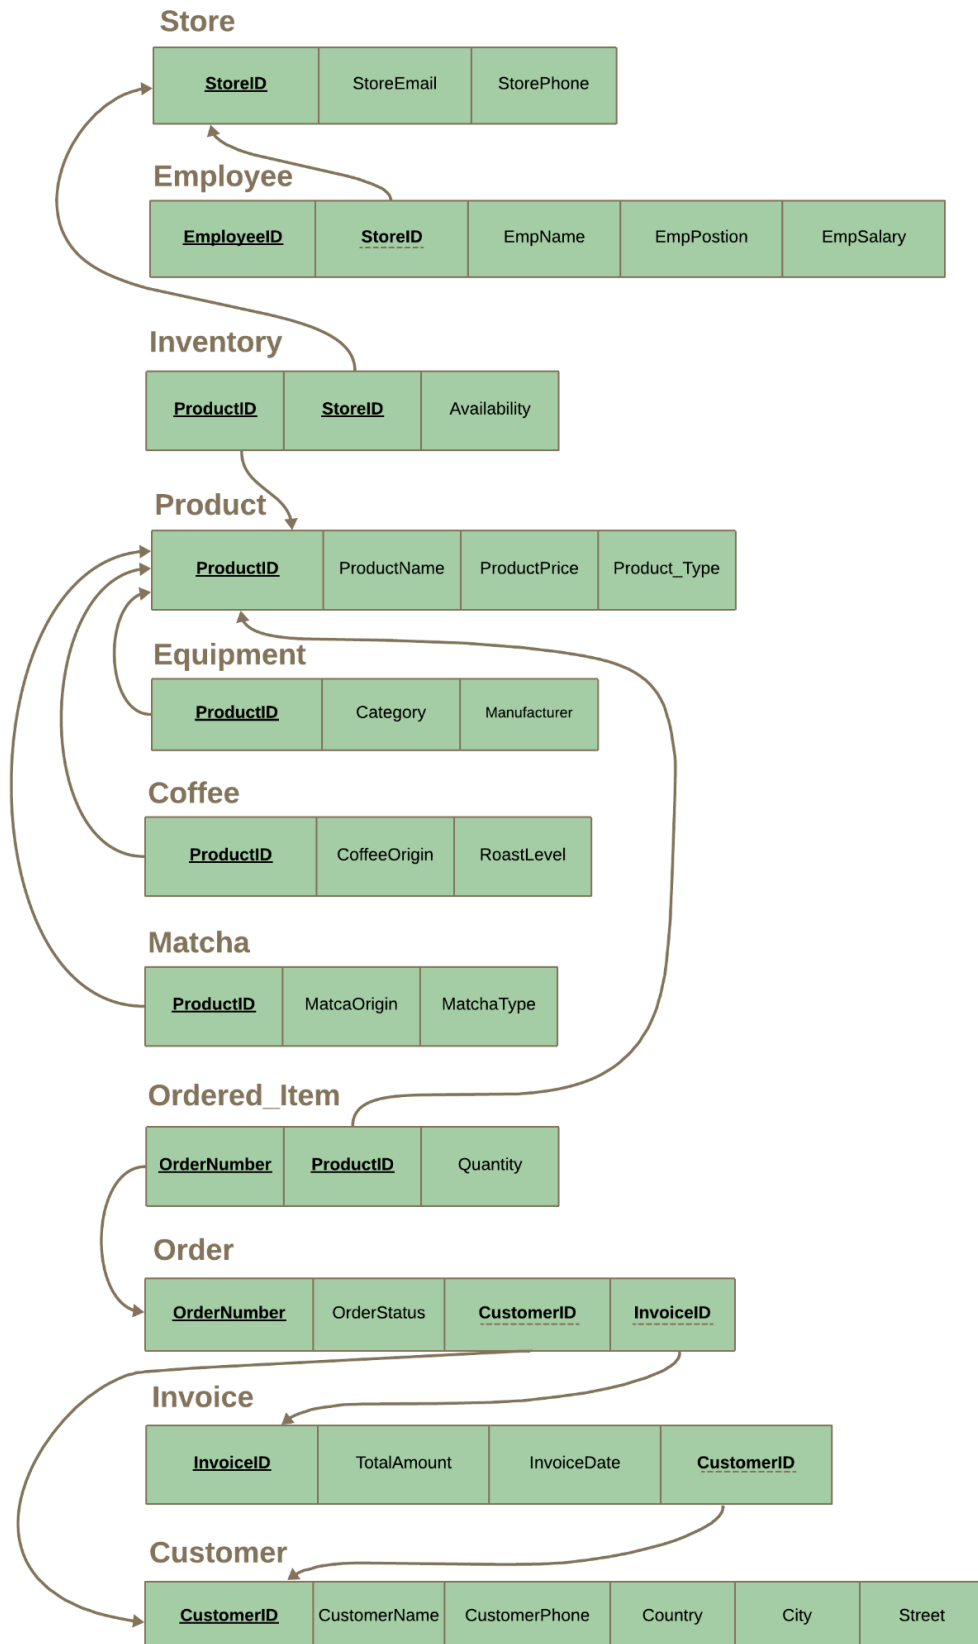 Store
StoreID StoreEmail StorePhone
Employee
EmployeeID StoreID EmpName EmpPostion EmpSalary
Inventory
ProductID StoreID Availability
Product
ProductID ProductName ProductPrice Product_Type
Equipment
ProductID Category Manufacturer
Coffee
ProductID CoffeeOrigin RoastLevel
Matcha
ProductID MatcaOrigin MatchaType
Ordered_Item
OrderNumber ProductID Quantity
Order
OrderNumber OrderStatus CustomerID InvoiceID
Invoice
InvoiceID TotalAmount InvoiceDate CustomerID
Customer
CustomerID CustomerName CustomerPhone Country City Street